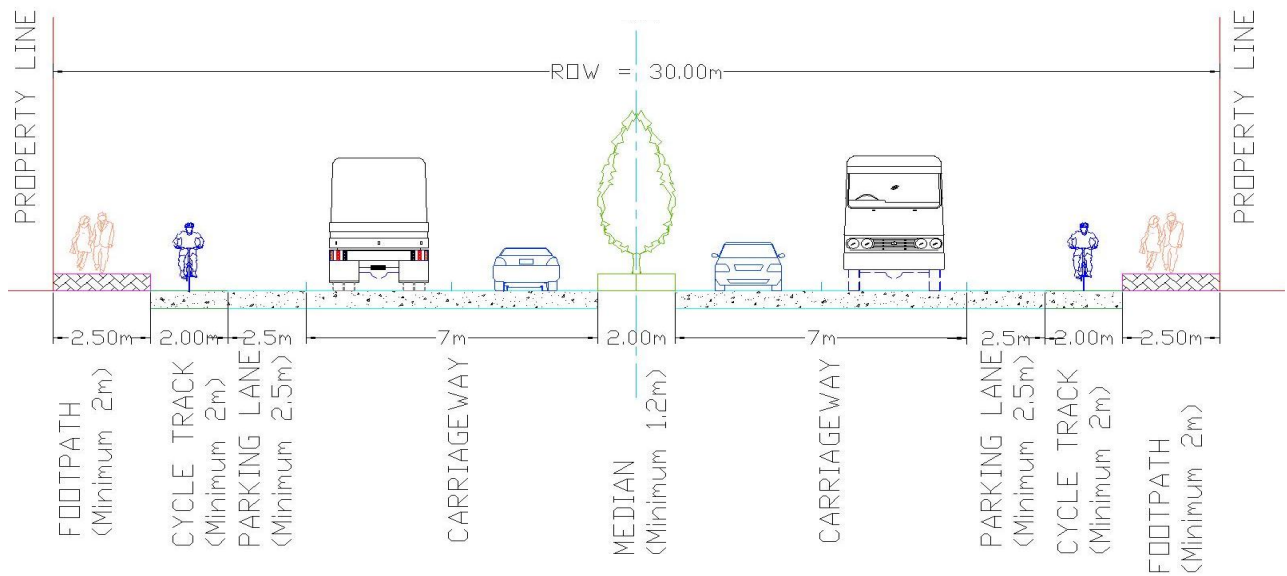 PROPERTY LINE
ROW = 30.00m
PROPERTY LINE
2.50m
2.00m
2.5m
7m
2.00m
7m
2.5m
2.00m
2.50m
FOOTPATH
(Minimum 2m)
CYCLE TRACK
(Minimum 2m)
PARKING LANE
(Minimum 2.5m)
CARRIAGEWAY
MEDIAN
(Minimum 1.2m)
CARRIAGEWAY
PARKING LANE
(Minimum 2.5m)
CYCLE TRACK
(Minimum 2m)
FOOTPATH
(Minimum 2m)